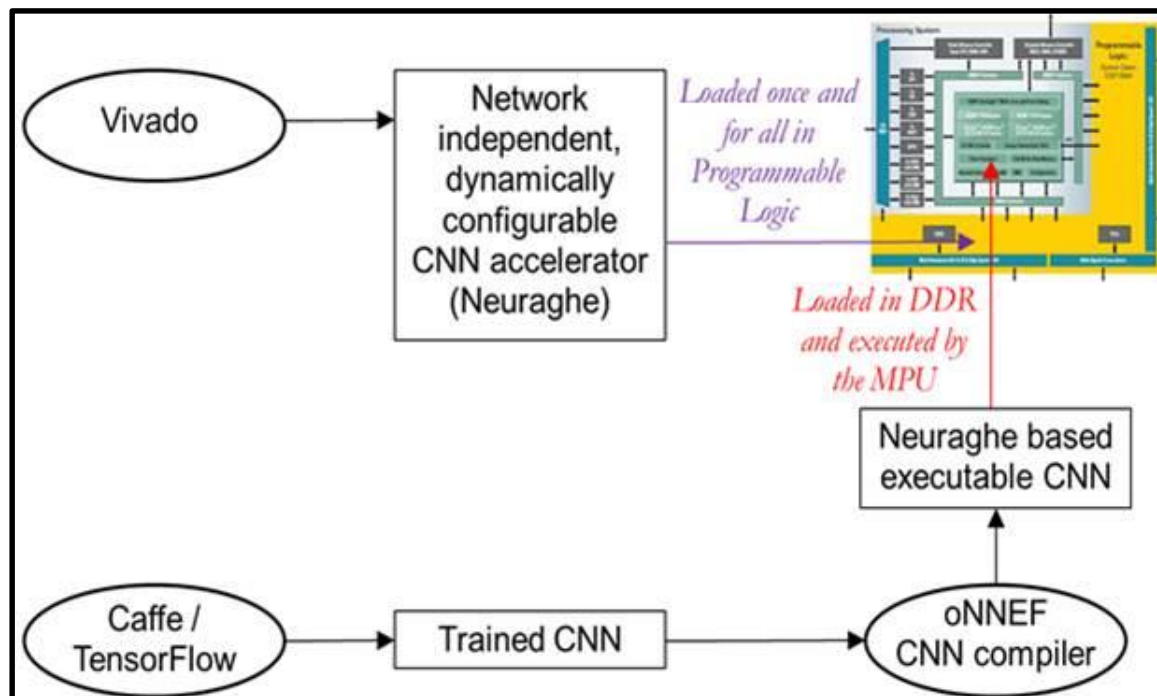 Vivado
Network
independent,
dynamically
configurable
CNN accelerator
(Neuraghe)
Loaded once and
for all in
Programmable
Logic
Processing System
Programmable
Logic
Loaded in DDR
and executed by
the MPU
Neuraghe based
executable CNN
Caffe /
TensorFlow
Trained CNN
oNNEF
CNN compiler